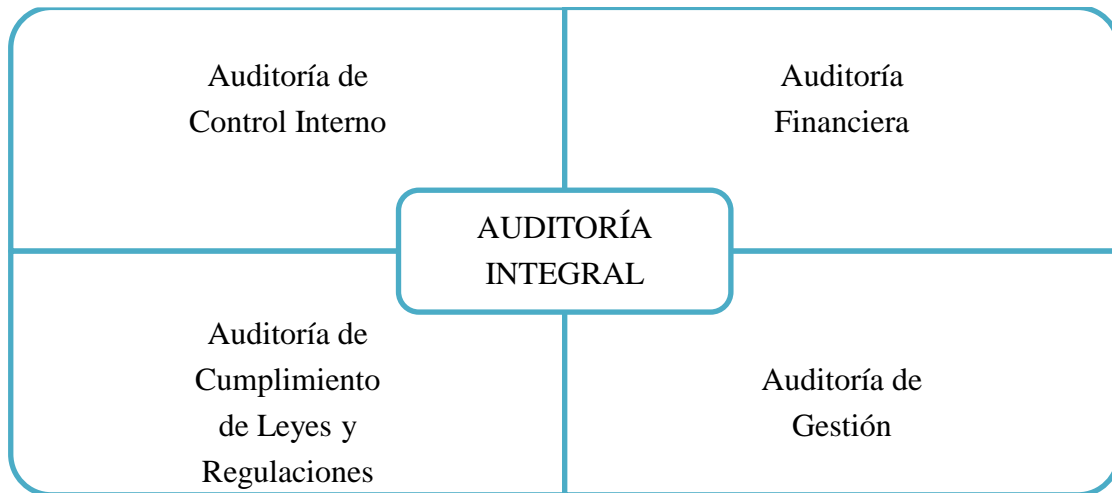 Auditoría de
Control Interno
Auditoría
Financiera
AUDITORÍA
INTEGRAL
Auditoría de
Cumplimiento
de Leyes y
Regulaciones
Auditoría de
Gestión